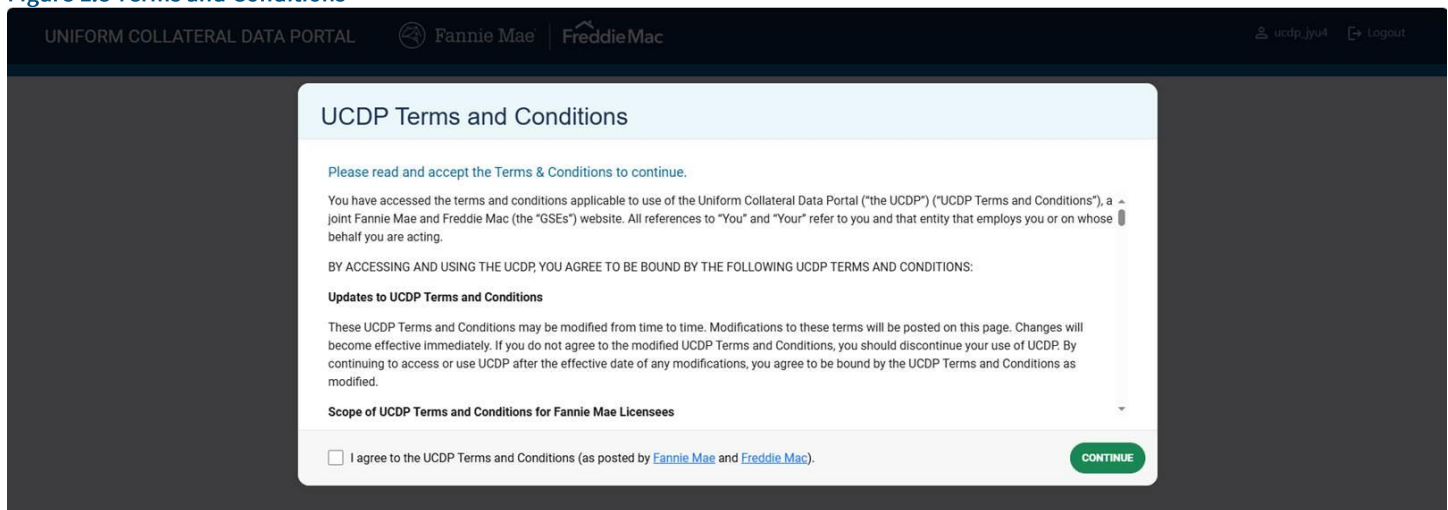 Figure 2.8 Terms and Conditions
UNIFORM COLLATERAL DATA PORTAL Fannie Mae Freddie Mac ucdp_jyu4 Logout
UCDP Terms and Conditions
Please read and accept the Terms & Conditions to continue.
You have accessed the terms and conditions applicable to use of the Uniform Collateral Data Portal (“the UCDP”) (“UCDP Terms and Conditions”), a
joint Fannie Mae and Freddie Mac (the “GSEs”) website. All references to “You” and “Your” refer to you and that entity that employs you or on whose
behalf you are acting.
BY ACCESSING AND USING THE UCDP, YOU AGREE TO BE BOUND BY THE FOLLOWING UCDP TERMS AND CONDITIONS:
Updates to UCDP Terms and Conditions
These UCDP Terms and Conditions may be modified from time to time. Modifications to these terms will be posted on this page. Changes will
become effective immediately. If you do not agree to the modified UCDP Terms and Conditions, you should discontinue your use of UCDP. By
continuing to access or use UCDP after the effective date of any modifications, you agree to be bound by the UCDP Terms and Conditions as
modified.
Scope of UCDP Terms and Conditions for Fannie Mae Licensees
I agree to the UCDP Terms and Conditions (as posted by Fannie Mae and Freddie Mac).
CONTINUE